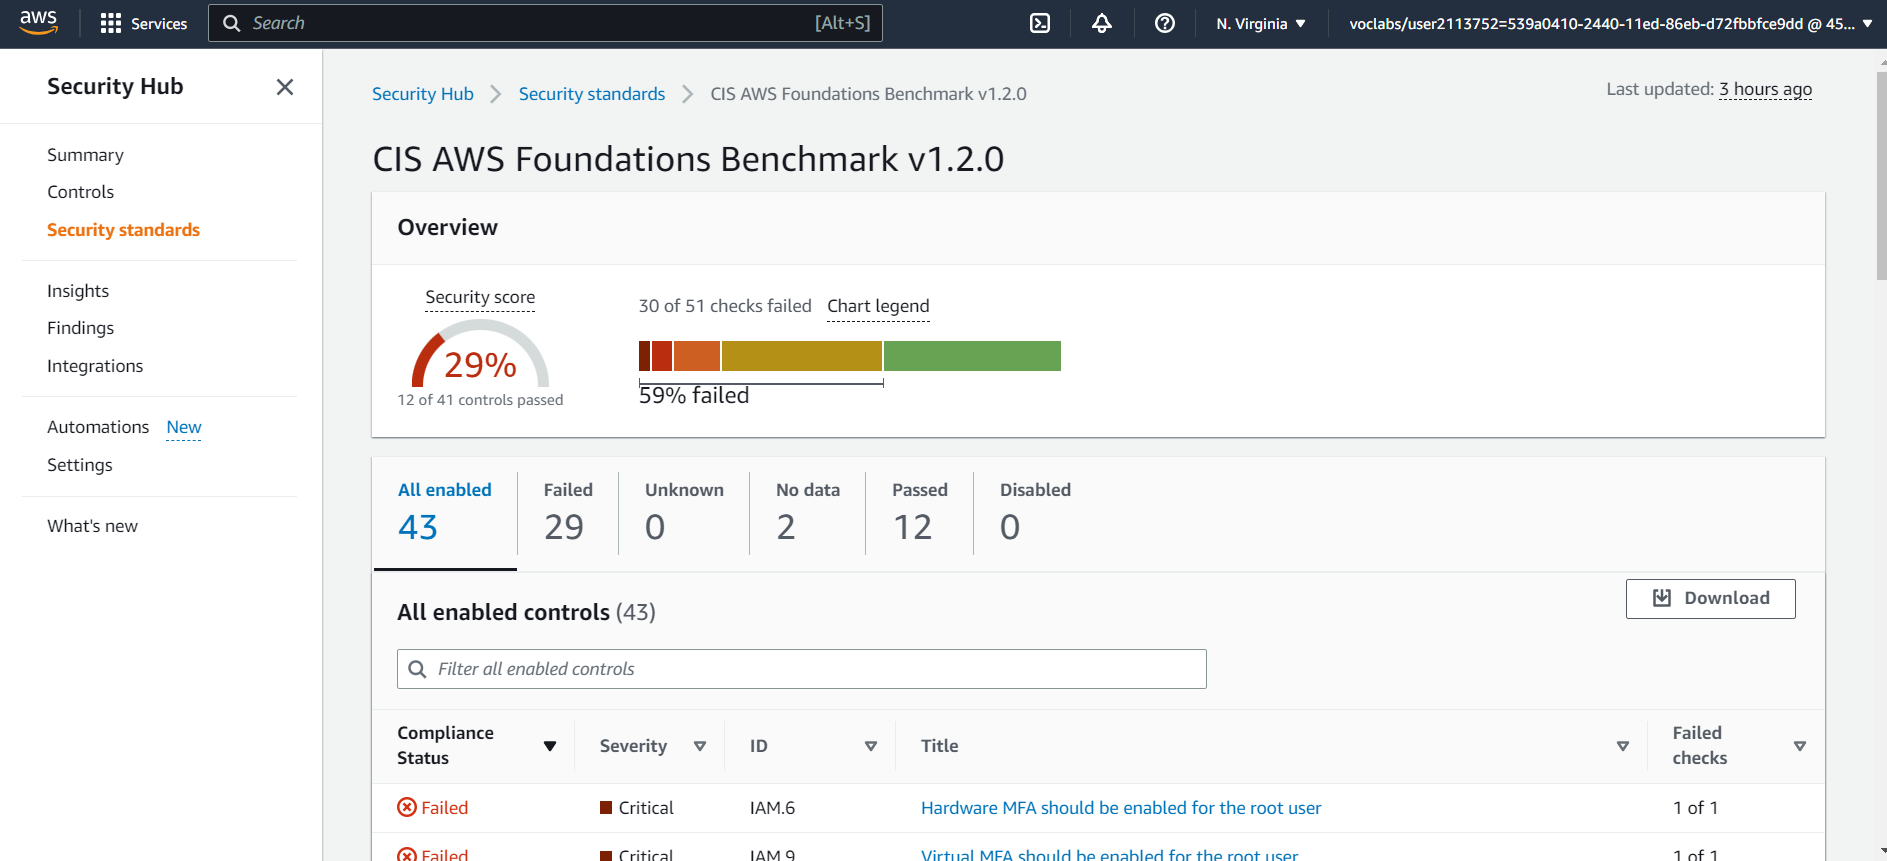 aws
Services
Search
[Alt+S]
N. Virginia
voclabs/user2113752=539a0410-2440-11ed-86eb-d72fbbfce9dd @ 45...
Security Hub
Summary
Controls
Security standards
Insights
Findings
Integrations
Automations New
Settings
What's new
Security Hub
Security standards
CIS AWS Foundations Benchmark v1.2.0
Last updated: 3 hours ago
CIS AWS Foundations Benchmark v1.2.0
Overview
Security score
29%
12 of 41 controls passed
30 of 51 checks failed
Chart legend
59% failed
All enabled
43
Failed
29
Unknown
0
No data
2
Passed
12
Disabled
0
All enabled controls (43)
Download
Filter all enabled controls
Compliance
Status
Severity
ID
Title
Failed
checks
Failed
Critical
IAM.6
Hardware MFA should be enabled for the root user
1 of 1
Failed
Critical
IAM.9
Virtual MFA should be enabled for the root user
1 of 1